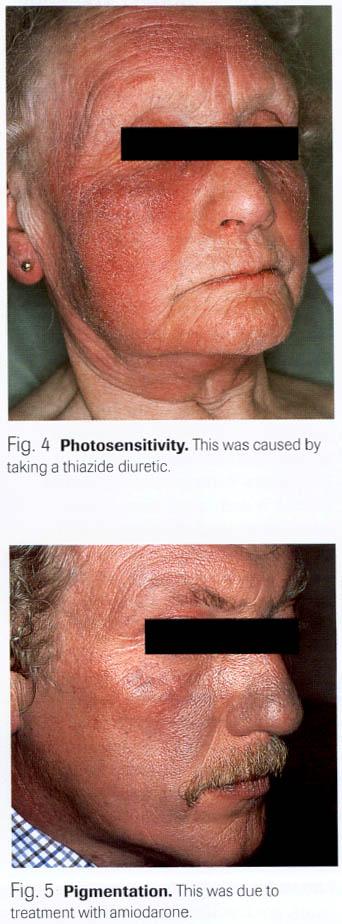 Fig. 4 Photosensitivity. This was caused by
taking a thiazide diuretic.
Fig. 5 Pigmentation. This was due to
treatment with amiodarone.